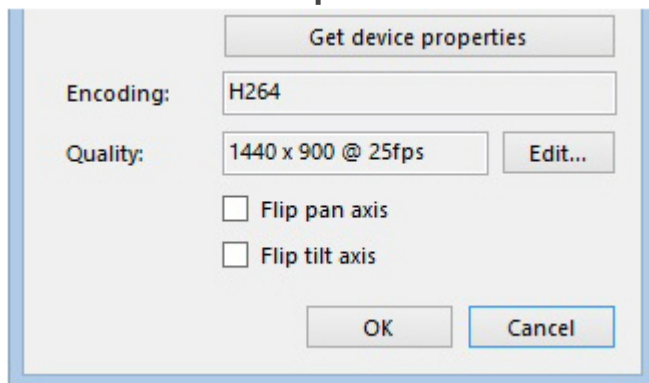 Get device properties
Encoding: H264
Quality: 1440 x 900 @ 25fps Edit...
Flip pan axis
Flip tilt axis
OK Cancel